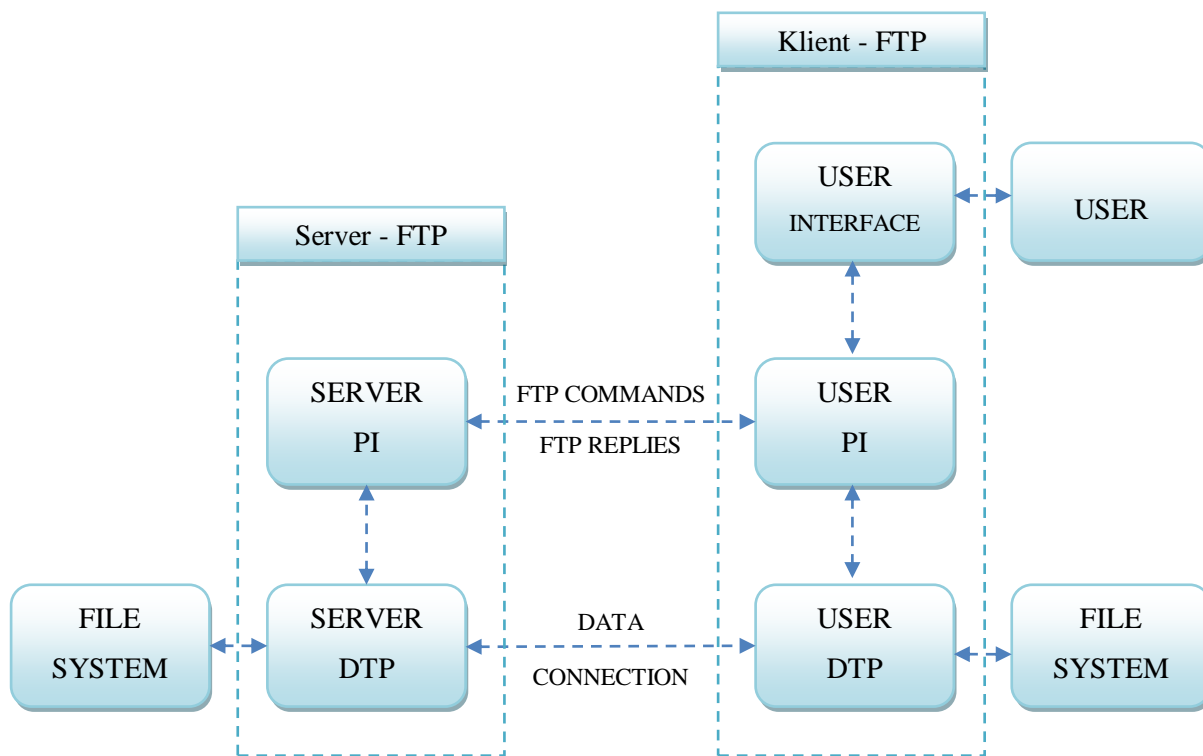 Klient - FTP
USER
INTERFACE
USER
Server - FTP
SERVER
PI
FTP COMMANDS
FTP REPLIES
USER
PI
FILE
SYSTEM
SERVER
DTP
DATA
CONNECTION
USER
DTP
FILE
SYSTEM